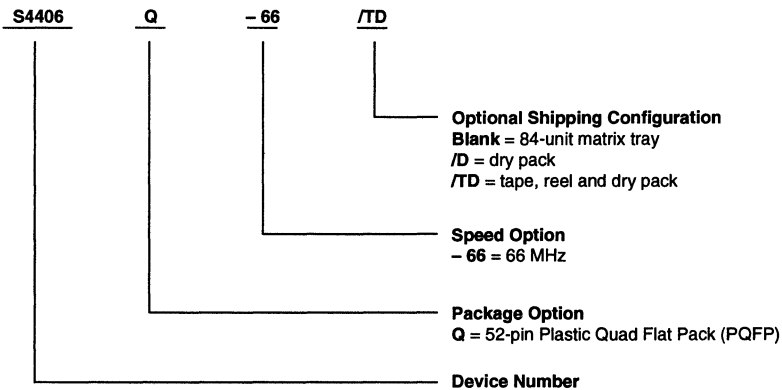 S4406 Q – 66 /TD
Optional Shipping Configuration
Blank = 84-unit matrix tray
/D = dry pack
/TD = tape, reel and dry pack
Speed Option
– 66 = 66 MHz
Package Option
Q = 52-pin Plastic Quad Flat Pack (PQFP)
Device Number